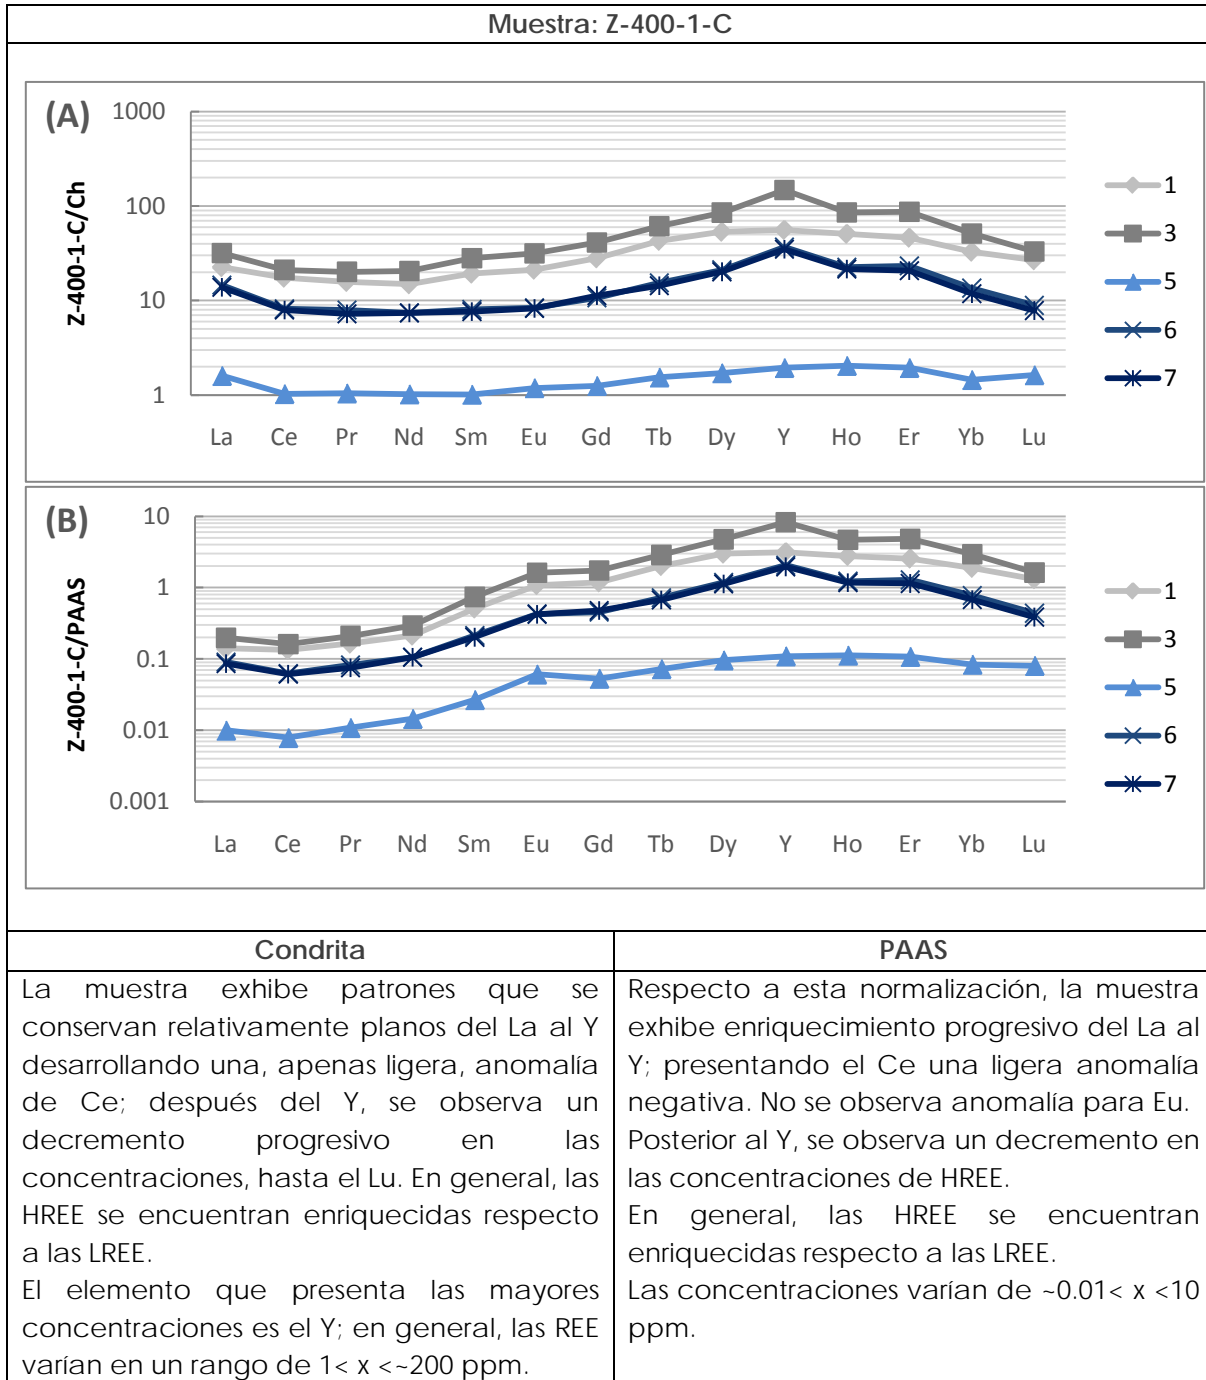 Muestra: Z-400-1-C
(A)
Z-400-1-C/Ch
1000
100
10
1
La Ce Pr Nd Sm Eu Gd Tb Dy Y Ho Er Yb Lu
1
3
5
6
7
(B)
Z-400-1-C/PAAS
10
1
0.1
0.01
0.001
La Ce Pr Nd Sm Eu Gd Tb Dy Y Ho Er Yb Lu
1
3
5
6
7
Condrita
La muestra exhibe patrones que se
conservan relativamente planos del La al Y
desarrollando una, apenas ligera, anomalía
de Ce; después del Y, se observa un
decremento progresivo en las
concentraciones, hasta el Lu. En general, las
HREE se encuentran enriquecidas respecto
a las LREE.
El elemento que presenta las mayores
concentraciones es el Y; en general, las REE
varían en un rango de 1< x <~200 ppm.
PAAS
Respecto a esta normalización, la muestra
exhibe enriquecimiento progresivo del La al
Y; presentando el Ce una ligera anomalía
negativa. No se observa anomalía para Eu.
Posterior al Y, se observa un decremento en
las concentraciones de HREE.
En general, las HREE se encuentran
enriquecidas respecto a las LREE.
Las concentraciones varían de ~0.01< x <10
ppm.